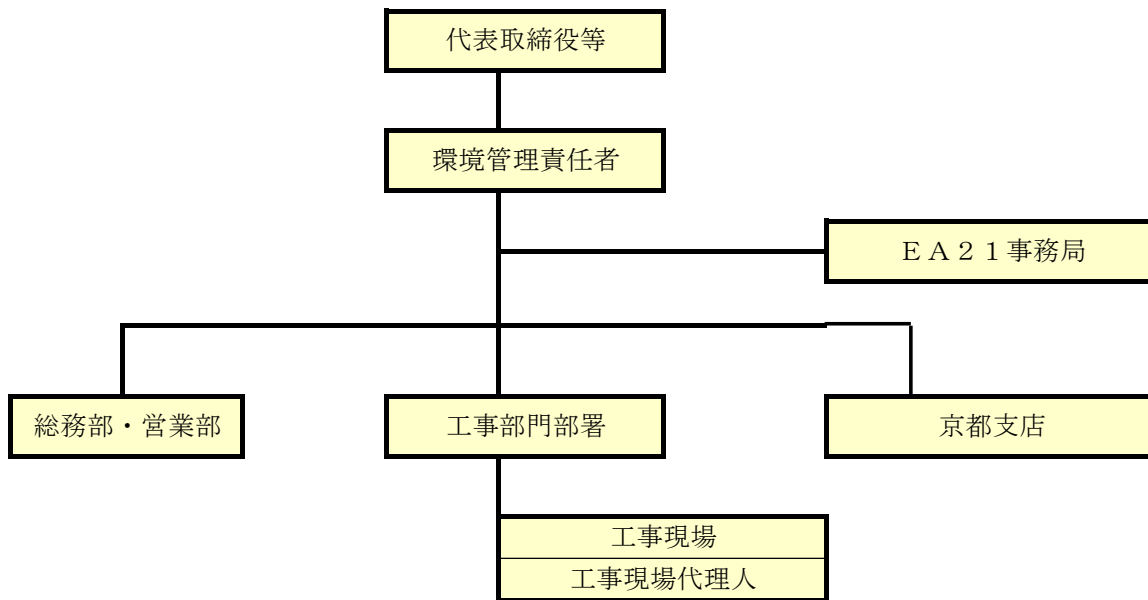 代表取締役等
環境管理責任者
ＥＡ２１事務局
総務部・営業部
工事部門部署
京都支店
工事現場
工事現場代理人